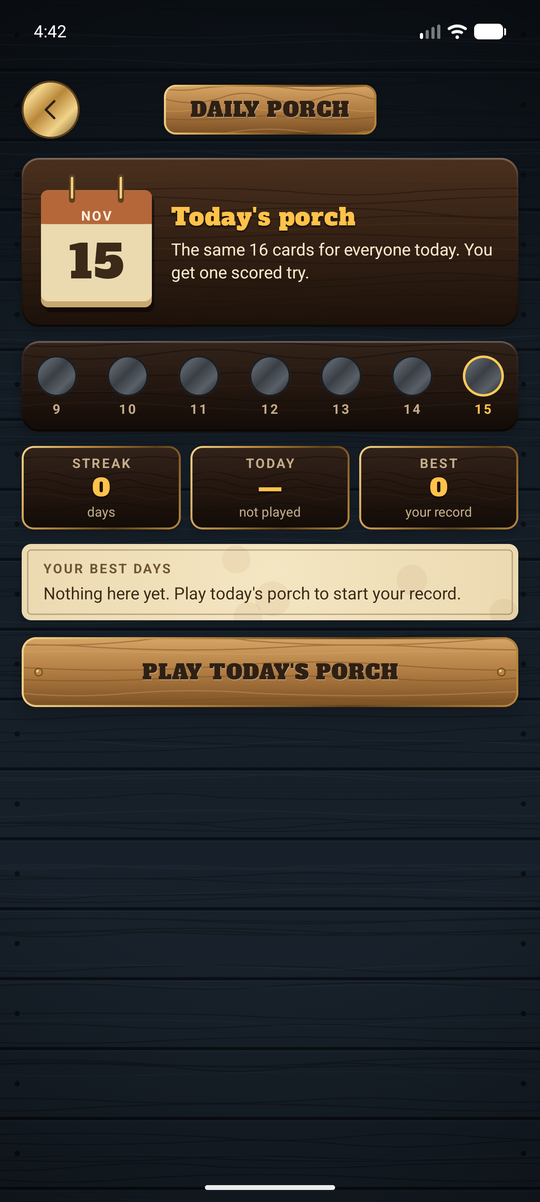 4:42
DAILY PORCH
NOV
15
Today's porch
The same 16 cards for everyone today. You
get one scored try.
9 10 11 12 13 14 15
STREAK
0
days
TODAY
—
not played
BEST
0
your record
YOUR BEST DAYS
Nothing here yet. Play today's porch to start your record.
PLAY TODAY'S PORCH